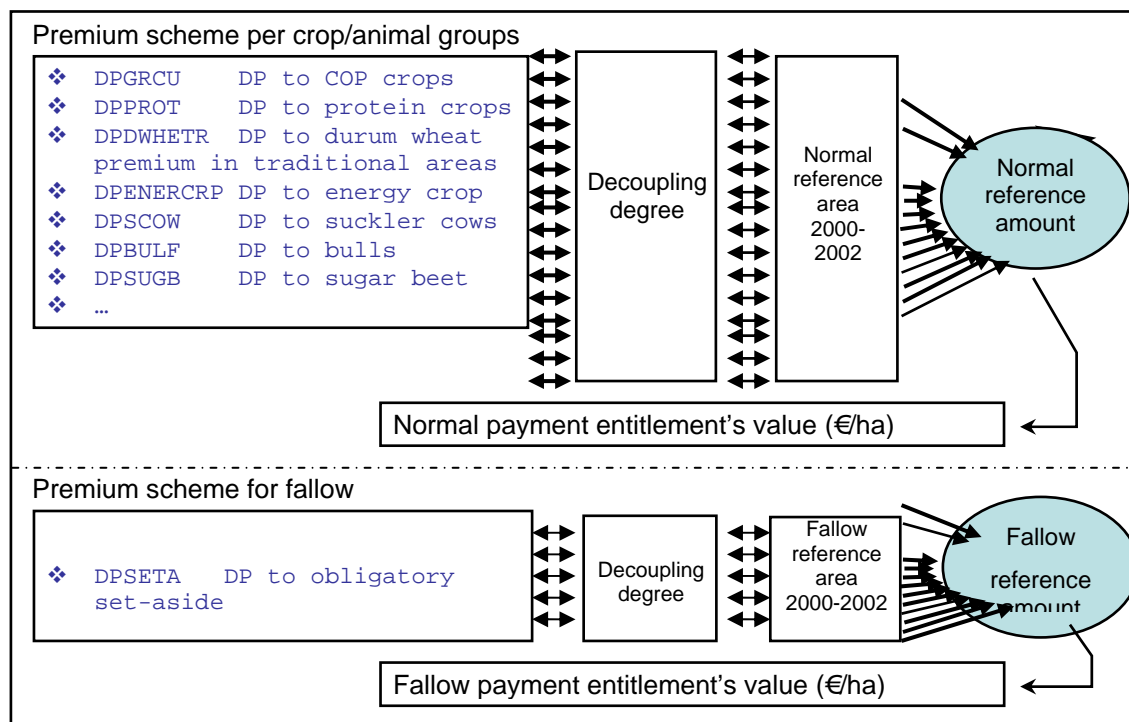 Premium scheme per crop/animal groups
❖ DPGRCU DP to COP crops
❖ DPPROT DP to protein crops
❖ DPDWHETR DP to durum wheat
premium in traditional areas
❖ DPENERCRP DP to energy crop
❖ DPSCOW DP to suckler cows
❖ DPBULF DP to bulls
❖ DPSUGB DP to sugar beet
❖ …
Decoupling
degree
Normal
reference
area
2000-
2002
Normal
reference
amount
Normal payment entitlement's value (€/ha)
Premium scheme for fallow
❖ DPSETA DP to obligatory
set-aside
Decoupling
degree
Fallow
reference
area
2000-2002
Fallow
reference
amount
Fallow payment entitlement's value (€/ha)